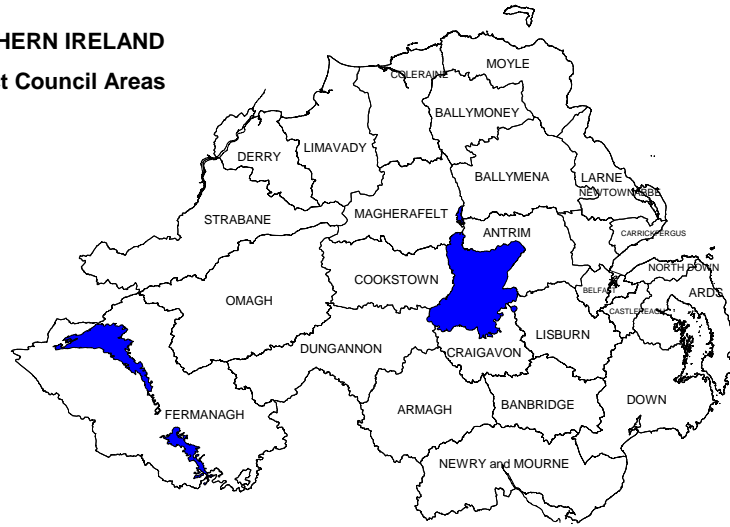 HERN IRELAND
t Council Areas
MOYLE
COLERAINE
BALLYMONEY
LIMAVADY
DERRY
BALLYMENA
LARNE
NEWTOWNABBE
STRABANE
MAGHERAFELT
ANTRIM
CARRICKFERGUS
NORTH DOWN
COOKSTOWN
BELFAST
ARDS
OMAGH
CASTLEREAGH
LISBURN
DUNGANNON
CRAIGAVON
FERMANAGH
ARMAGH
BANBRIDGE
DOWN
NEWRY and MOURNE